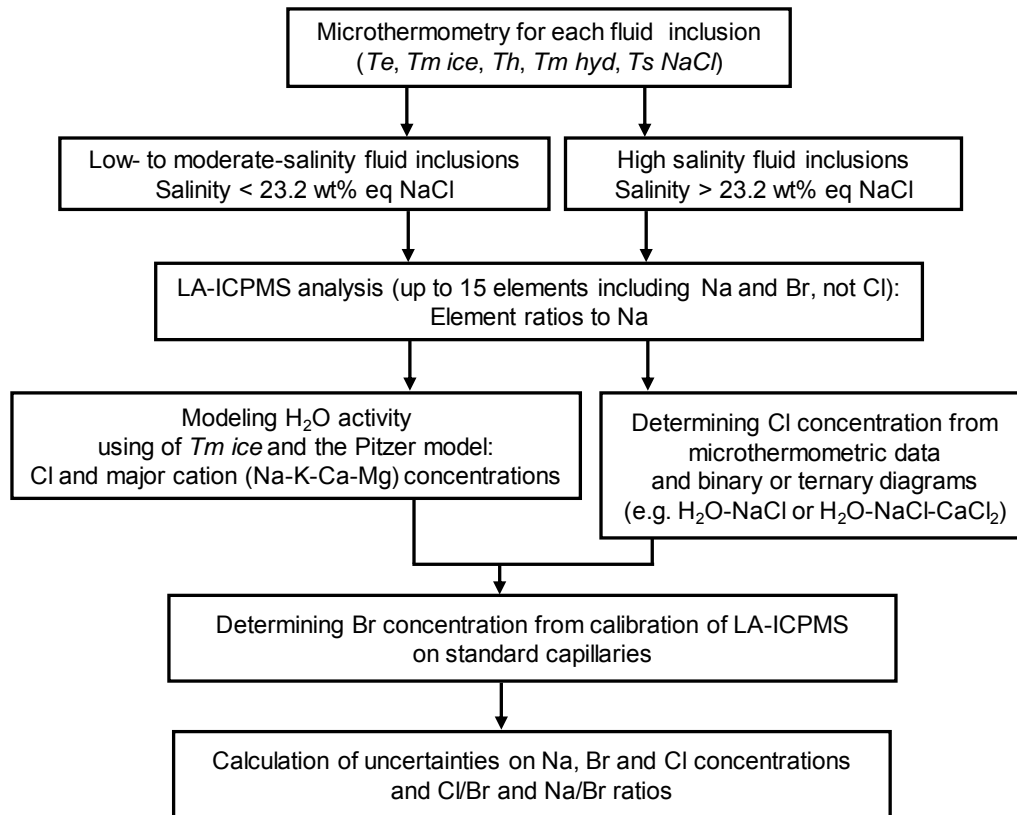 Microthermometry for each fluid inclusion
(Te, Tm ice, Th, Tm hyd, Ts NaCl)
Low- to moderate-salinity fluid inclusions
Salinity < 23.2 wt% eq NaCl
High salinity fluid inclusions
Salinity > 23.2 wt% eq NaCl
LA-ICPMS analysis (up to 15 elements including Na and Br, not Cl):
Element ratios to Na
Modeling H₂O activity
using of Tm ice and the Pitzer model:
Cl and major cation (Na-K-Ca-Mg) concentrations
Determining Cl concentration from
microthermometric data
and binary or ternary diagrams
(e.g. H₂O-NaCl or H₂O-NaCl-CaCl₂)
Determining Br concentration from calibration of LA-ICPMS
on standard capillaries
Calculation of uncertainties on Na, Br and Cl concentrations
and Cl/Br and Na/Br ratios